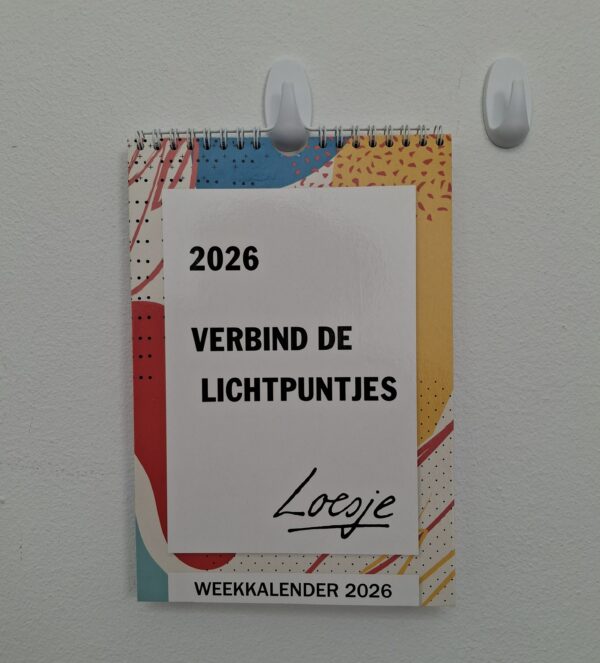 2026
VERBIND DE
LICHTPUNTJES
Loesje
WEEKKALENDER 2026